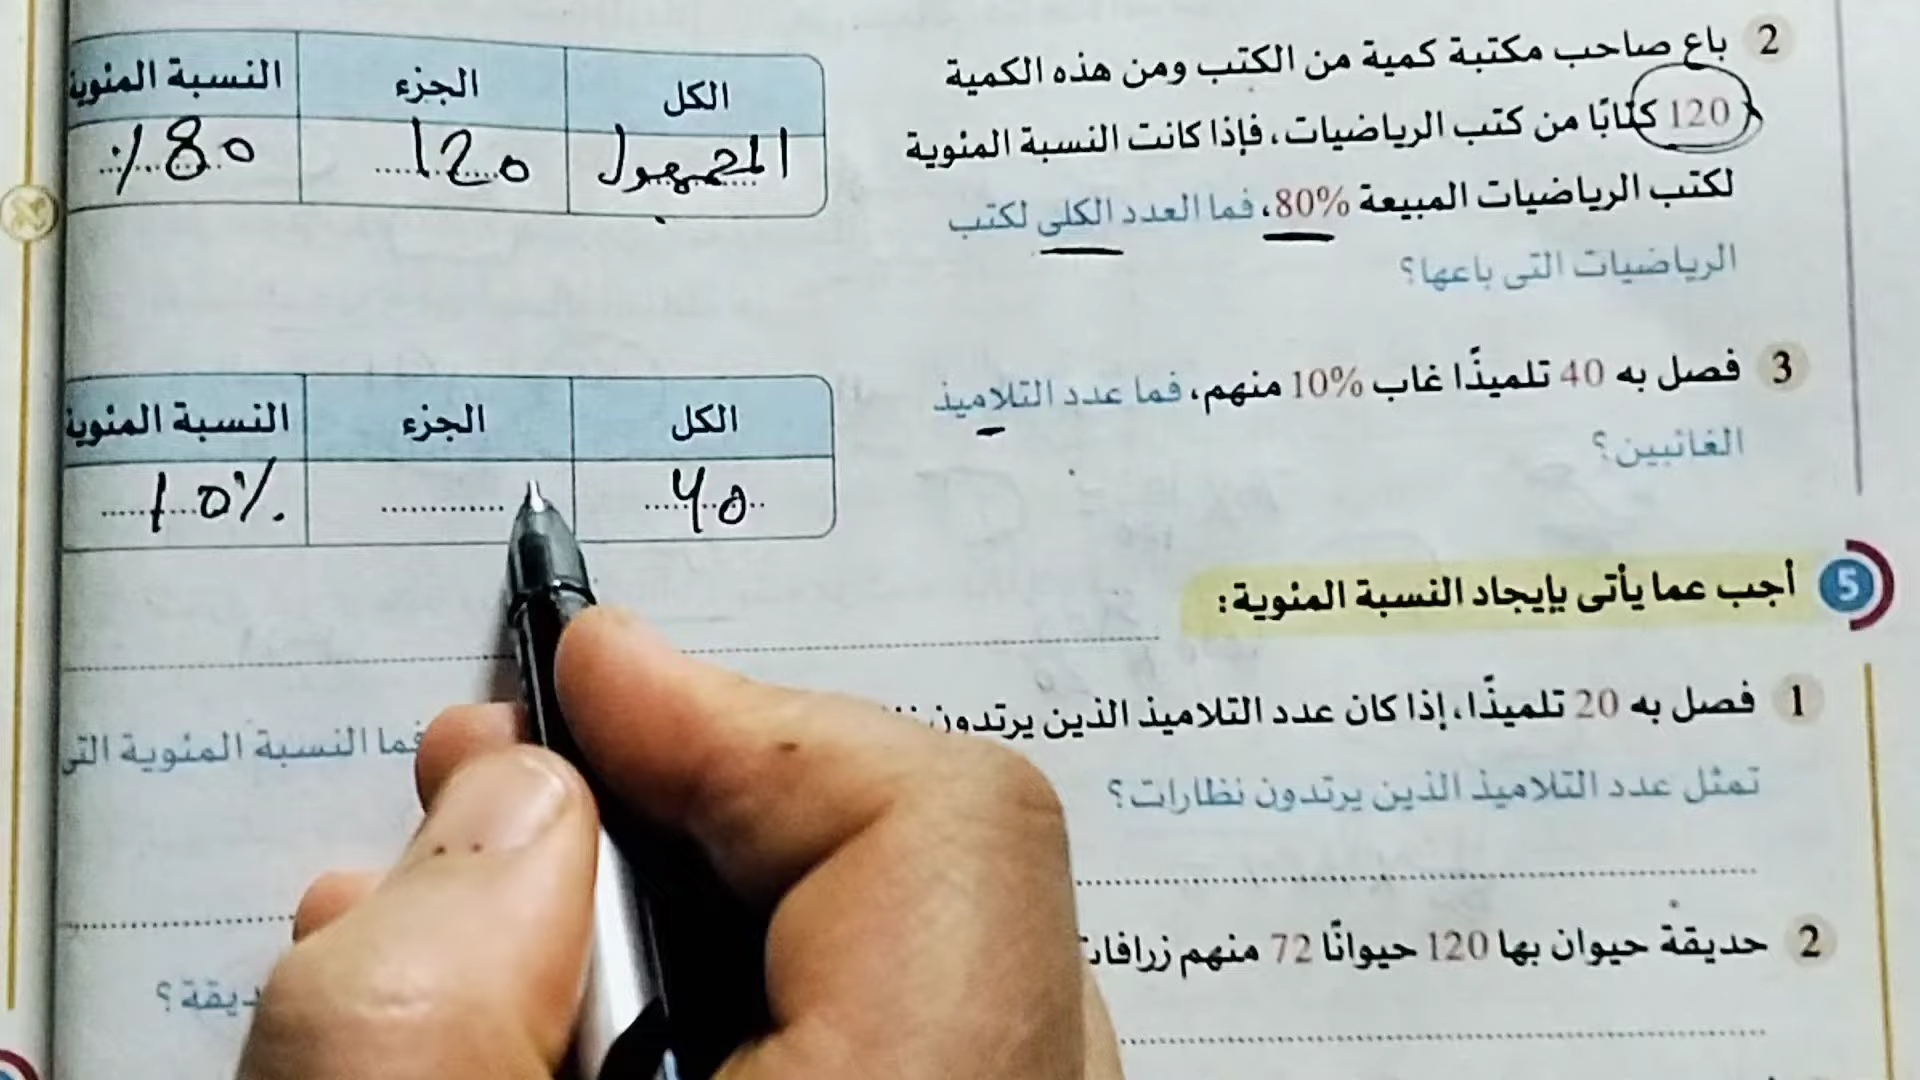 2 باع صاحب مكتبة كمية من الكتب ومن هذه الكمية
120 كتابًا من كتب الرياضيات، فإذا كانت النسبة المئوية
لكتب الرياضيات المبيعة 80%، فما العدد الكلى لكتب
الرياضيات التى باعها؟
الكل الجزء النسبة المئوية
المجهول 120 80%
3 فصل به 40 تلميذًا غاب 10% منهم، فما عدد التلاميذ
الغائبين؟
الكل الجزء النسبة المئوية
40 10%
5 أجب عما يأتى بإيجاد النسبة المئوية:
1 فصل به 20 تلميذًا، إذا كان عدد التلاميذ الذين يرتدون فما النسبة المئوية التى
تمثل عدد التلاميذ الذين يرتدون نظارات؟
2 حديقة حيوان بها 120 حيوانًا 72 منهم